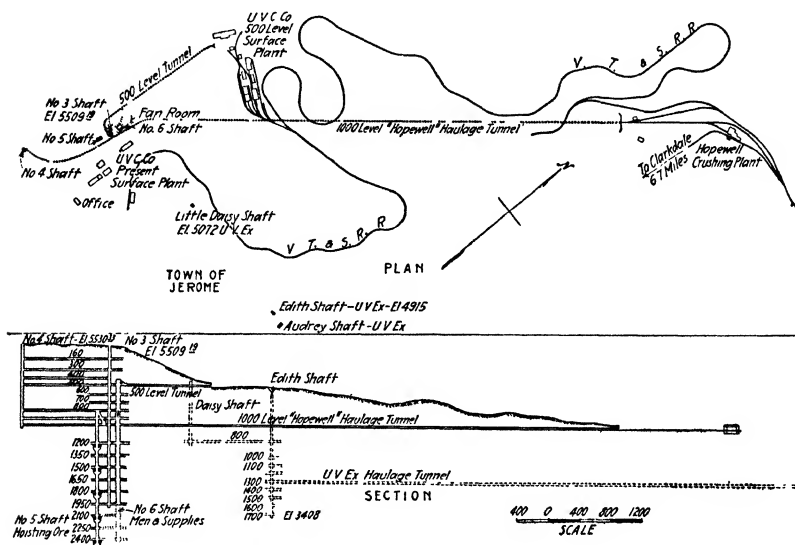 U V C Co
500 Level
Surface
Plant
500 Level Tunnel
No 3 Shaft
El 5509 19
Fan Room
No 5 Shaft
No. 6 Shaft
No 4 Shaft
U V C Co
Present
Surface Plant
Office
1000 Level "Hopewell" Haulage Tunnel
V. T. & S. R R
To Clarkdale
6.7 Miles
Hopewell
Crushing Plant
Little Daisy Shaft
El. 5072 U V Ex
V. T. & S. R. R
N
TOWN OF
JEROME
PLAN
Edith Shaft-U V Ex-El 4915
Audrey Shaft-U V Ex
No 4 Shaft-El 5530
No 3 Shaft
El 5509 19
160
300
600
700
800
500 Level Tunnel
Edith Shaft
Daisy Shaft
1000 Level "Hopewell" Haulage Tunnel
800
1200
1350
1500
1650
1800
1950
2100
2250
2400
1000
1100
1300
1400
1500
1600
1700
El 3408
U V Ex Haulage Tunnel
SECTION
No 5 Shaft
Hoisting Ore
No 6 Shaft
Men & Supplies
400 0 400 800 1200
SCALE